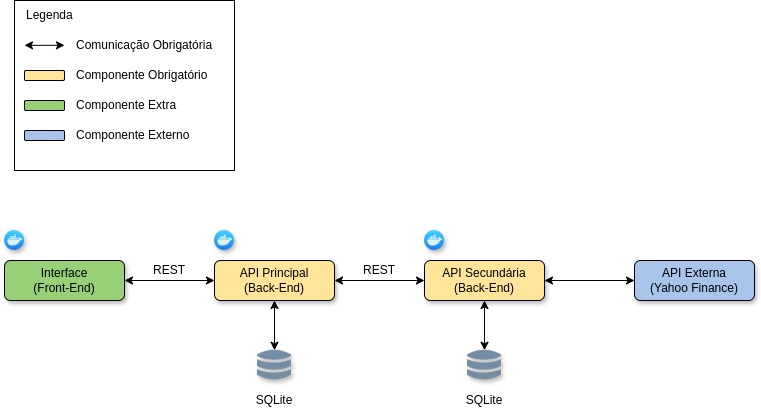 Legenda
Comunicação Obrigatória
Componente Obrigatório
Componente Extra
Componente Externo
Interface
(Front-End)
REST
API Principal
(Back-End)
REST
API Secundária
(Back-End)
API Externa
(Yahoo Finance)
SQLite
SQLite